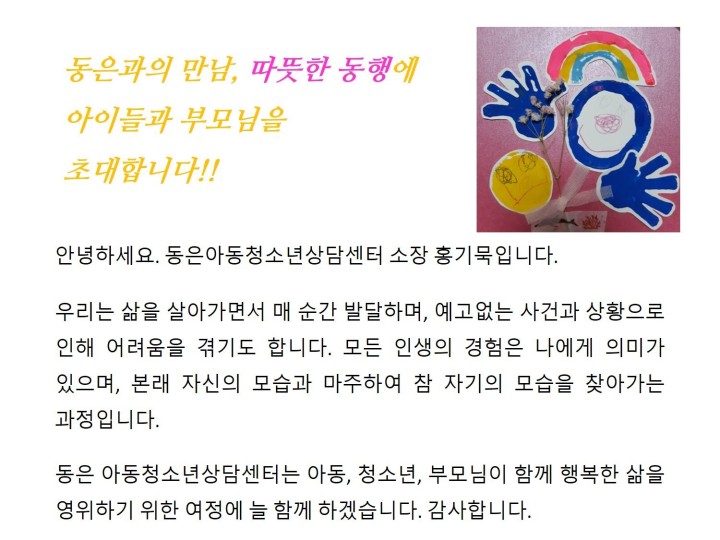 동은과의 만남, 따뜻한 동행에
아이들과 부모님을
초대합니다!!
안녕하세요. 동은아동청소년상담센터 소장 홍기묵입니다.
우리는 삶을 살아가면서 매 순간 발달하며, 예고없는 사건과 상황으로
인해 어려움을 겪기도 합니다. 모든 인생의 경험은 나에게 의미가
있으며, 본래 자신의 모습과 마주하여 참 자기의 모습을 찾아가는
과정입니다.
동은 아동청소년상담센터는 아동, 청소년, 부모님이 함께 행복한 삶을
영위하기 위한 여정에 늘 함께 하겠습니다. 감사합니다.